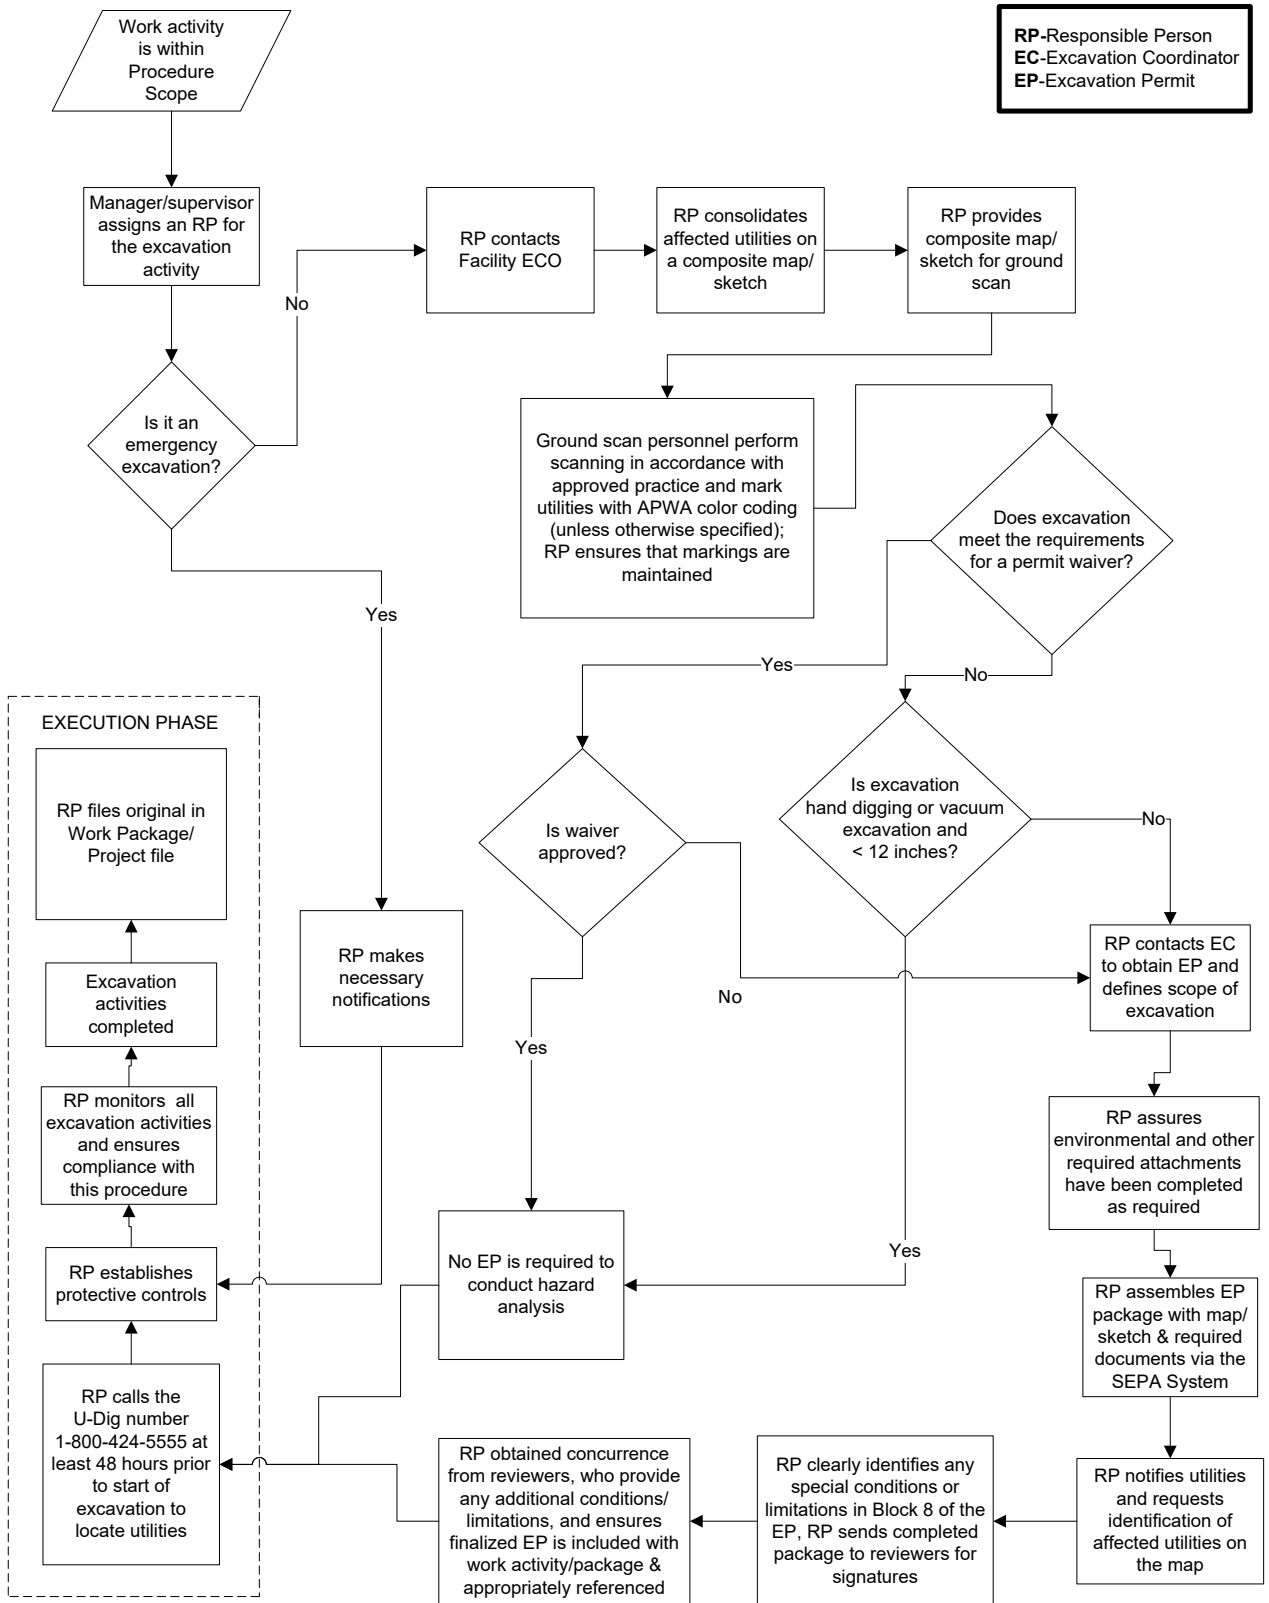 Work activity
is within
Procedure
Scope
RP-Responsible Person
EC-Excavation Coordinator
EP-Excavation Permit
Manager/supervisor
assigns an RP for
the excavation
activity
RP contacts
Facility ECO
RP consolidates
affected utilities on
a composite map/
sketch
RP provides
composite map/
sketch for ground
scan
No
Is it an
emergency
excavation?
Ground scan personnel perform
scanning in accordance with
approved practice and mark
utilities with APWA color coding
(unless otherwise specified);
RP ensures that markings are
maintained
Does excavation
meet the requirements
for a permit waiver?
Yes
Yes
No
EXECUTION PHASE
RP files original in
Work Package/
Project file
Is waiver
approved?
Is excavation
hand digging or vacuum
excavation and
< 12 inches?
No
RP makes
necessary
notifications
Excavation
activities
completed
No
RP contacts EC
to obtain EP and
defines scope of
excavation
Yes
RP monitors all
excavation activities
and ensures
compliance with
this procedure
RP assures
environmental and other
required attachments
have been completed
as required
RP establishes
protective controls
No EP is required to
conduct hazard
analysis
Yes
RP assembles EP
package with map/
sketch & required
documents via the
SEPA System
RP calls the
U-Dig number
1-800-424-5555 at
least 48 hours prior
to start of
excavation to
locate utilities
RP obtained concurrence
from reviewers, who provide
any additional conditions/
limitations, and ensures
finalized EP is included with
work activity/package &
appropriately referenced
RP clearly identifies any
special conditions or
limitations in Block 8 of the
EP, RP sends completed
package to reviewers for
signatures
RP notifies utilities
and requests
identification of
affected utilities on
the map